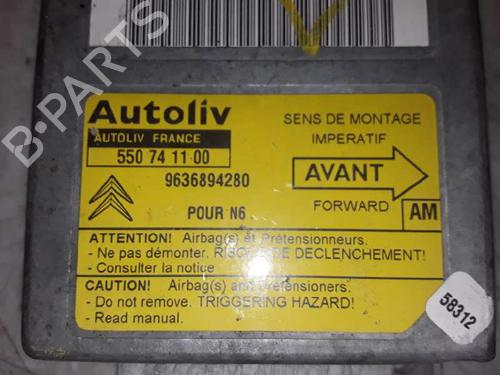 Autoliv
AUTOLIV FRANCE
550 74 11 00
9636894280
POUR N6
SENS DE MONTAGE
IMPERATIF
AVANT
FORWARD
AM
ATTENTION! Airbag(s) et Prétensionneurs.
- Ne pas démonter. RISQUE DE DECLENCHEMENT!
- Consulter la notice
CAUTION! Airbag(s) and Pretensioners.
- Do not remove. TRIGGERING HAZARD!
- Read manual.
58312
B-PARTS